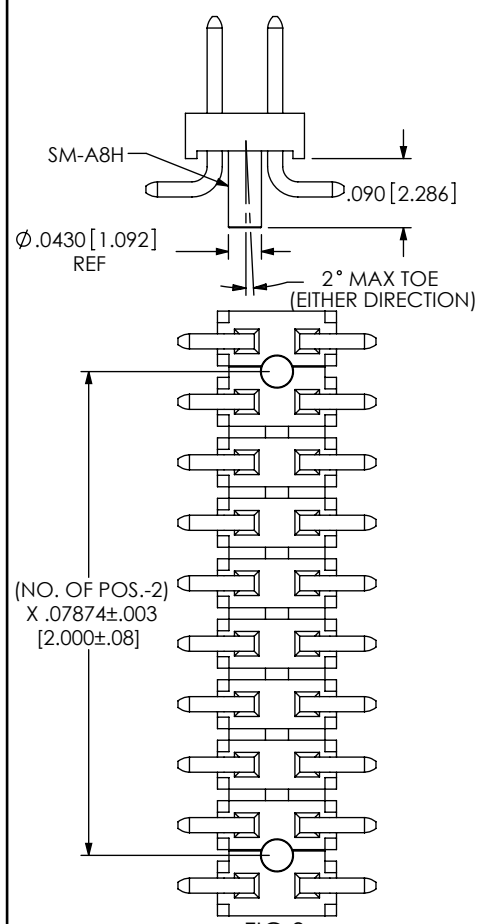 SM-A8H
.090 [2.286]
Ø.0430 [1.092]
REF
2° MAX TOE
(EITHER DIRECTION)
(NO. OF POS.-2)
X .07874±.003
[2.000±.08]